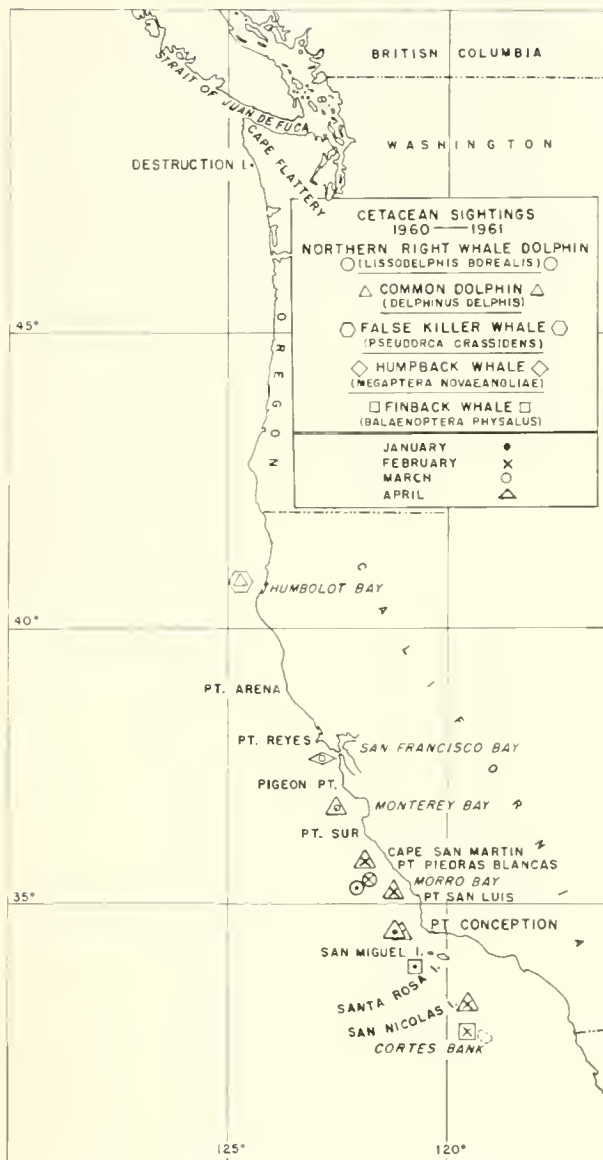 BRITISH COLUMBIA
STRAIT OF JUAN DE FUCA
CAPE FLATTERY
WASHINGTON
DESTRUCTION I.
CETACEAN SIGHTINGS
1960——1961
NORTHERN RIGHT WHALE DOLPHIN
(LISSODELPHIS BOREALIS)
COMMON DOLPHIN
(DELPHINUS DELPHIS)
FALSE KILLER WHALE
(PSEUDORCA CRASSIDENS)
HUMPBACK WHALE
(MEGAPTERA NOVAEANGLIAE)
FINBACK WHALE
(BALAENOPTERA PHYSALUS)
JANUARY
FEBRUARY
MARCH
APRIL
45°
OREGON
HUMBOLDT BAY
40°
CALIFORNIA
PT. ARENA
PT. REYES
SAN FRANCISCO BAY
PIGEON PT.
MONTEREY BAY
PT. SUR
CAPE SAN MARTIN
PT PIEDRAS BLANCAS
MORRO BAY
PT SAN LUIS
35°
PT CONCEPTION
SAN MIGUEL I.
SANTA ROSA I.
SAN NICOLAS I.
CORTES BANK
125°
120°